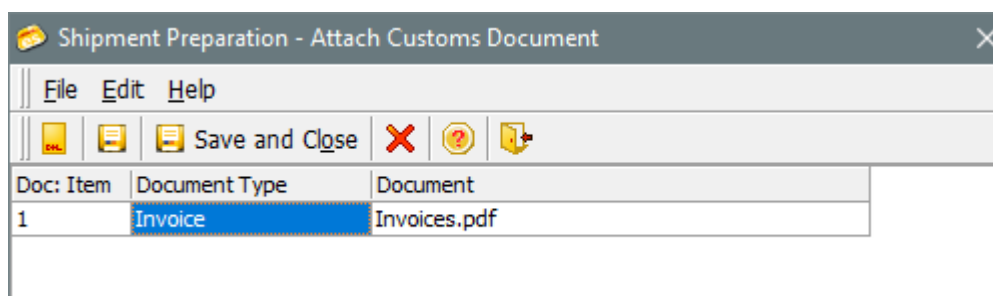 Shipment Preparation - Attach Customs Document
File Edit Help
DHL Save and Close
Doc: Item Document Type Document
1 Invoice Invoices.pdf